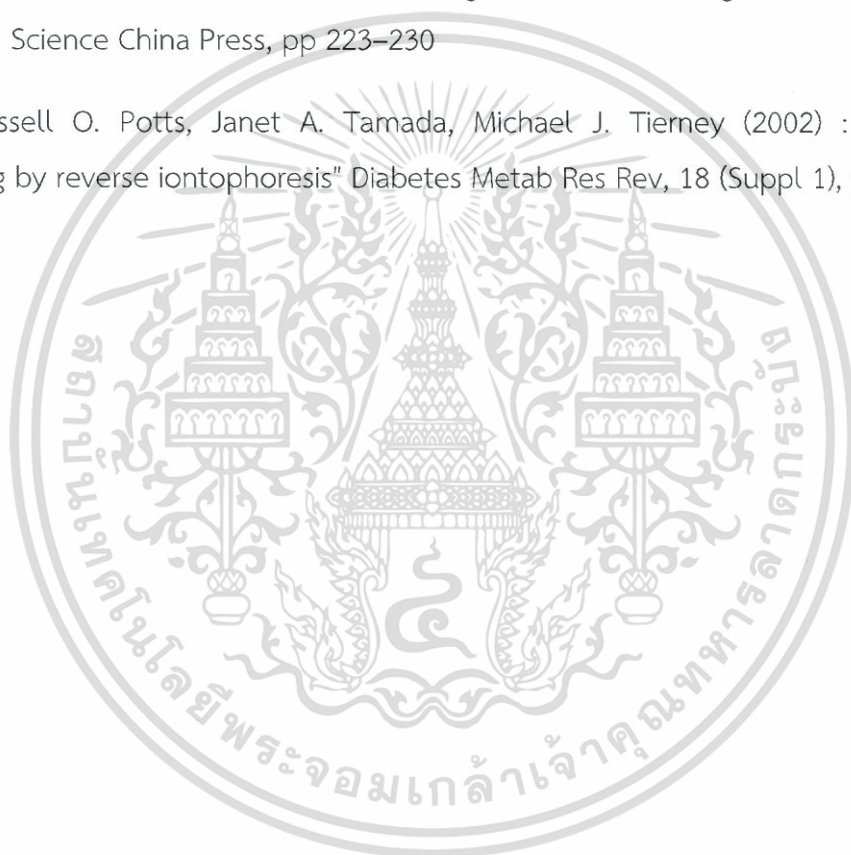 Science China Press, pp 223–230
ssell O. Potts, Janet A. Tamada, Michael J. Tierney (2002) :
g by reverse iontophoresis" Diabetes Metab Res Rev, 18 (Suppl 1),
สถาบันเทคโนโลยีพระจอมเกล้าเจ้าคุณทหารลาดกระบัง